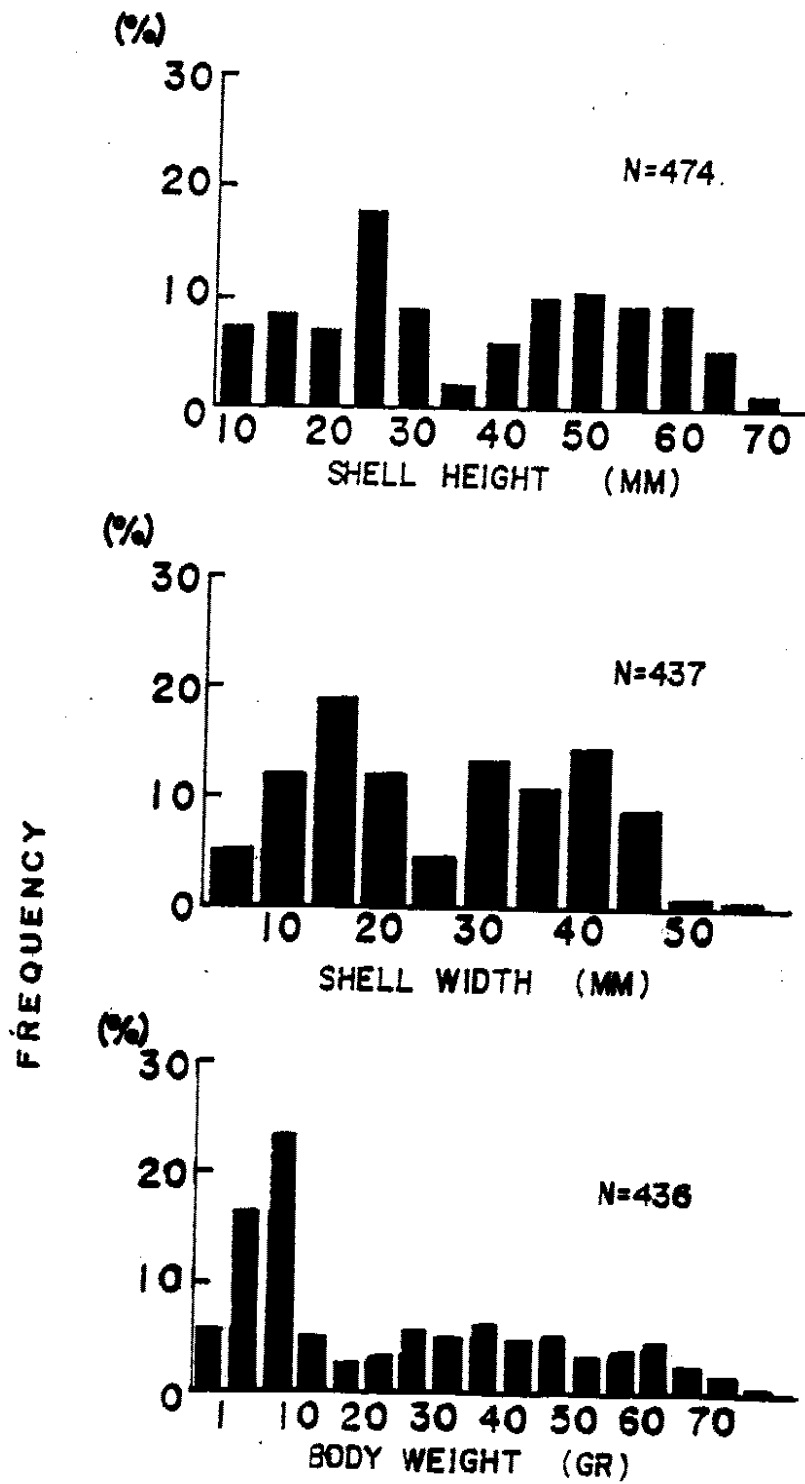 (%)
30
20
10
0
N=474
10 20 30 40 50 60 70
SHELL HEIGHT (MM)
(%)
30
20
10
0
N=437
10 20 30 40 50
SHELL WIDTH (MM)
FREQUENCY
(%)
30
20
10
0
N=436
1 10 20 30 40 50 60 70
BODY WEIGHT (GR)